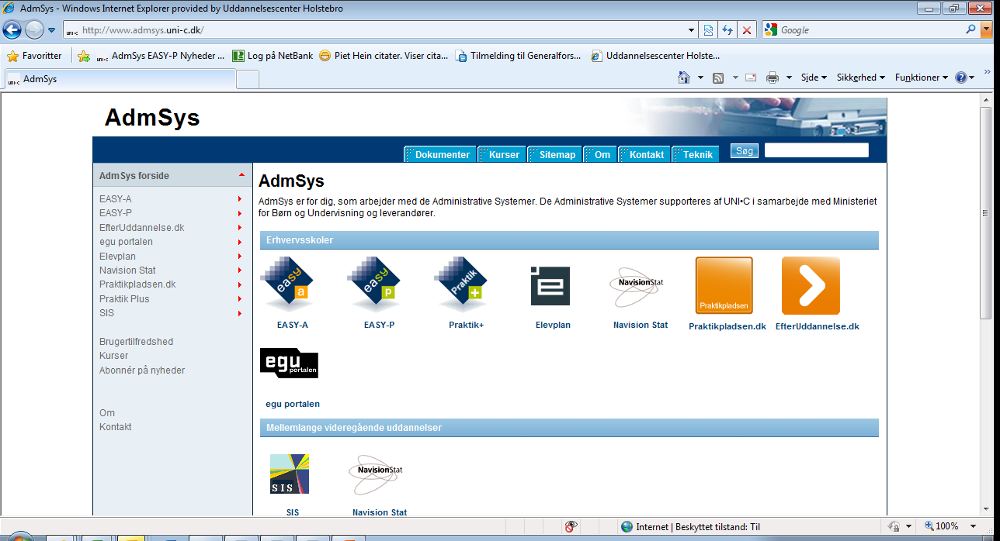 AdmSys - Windows Internet Explorer provided by Uddannelsescenter Holstebro
UNI•C http://www.admsys.uni-c.dk/
Google
Favoritter UNI•C AdmSys EASY-P Nyheder ... Log på NetBank Piet Hein citater. Viser cita... Tilmelding til Generalfors... Uddannelsescenter Holste...
UNI•C AdmSys
Side Sikkerhed Funktioner »
AdmSys
Dokumenter Kurser Sitemap Om Kontakt Teknik Søg
AdmSys forside
EASY-A
EASY-P
EfterUddannelse.dk
egu portalen
Elevplan
Navision Stat
Praktikpladsen.dk
Praktik Plus
SIS
Brugertilfredshed
Kurser
Abonnér på nyheder
Om
Kontakt
AdmSys
AdmSys er for dig, som arbejder med de Administrative Systemer. De Administrative Systemer supporteres af UNI•C i samarbejde med Ministeriet
for Børn og Undervisning og leverandører.
Erhvervsskoler
easy a
easy p
Praktik +
e
NavisionStat
Praktikpladsen
EASY-A EASY-P Praktik+ Elevplan Navision Stat Praktikpladsen.dk EfterUddannelse.dk
egu portalen
egu portalen
Mellemlange videregående uddannelser
SIS
NavisionStat
SIS Navision Stat
Internet | Beskyttet tilstand: Til 100%